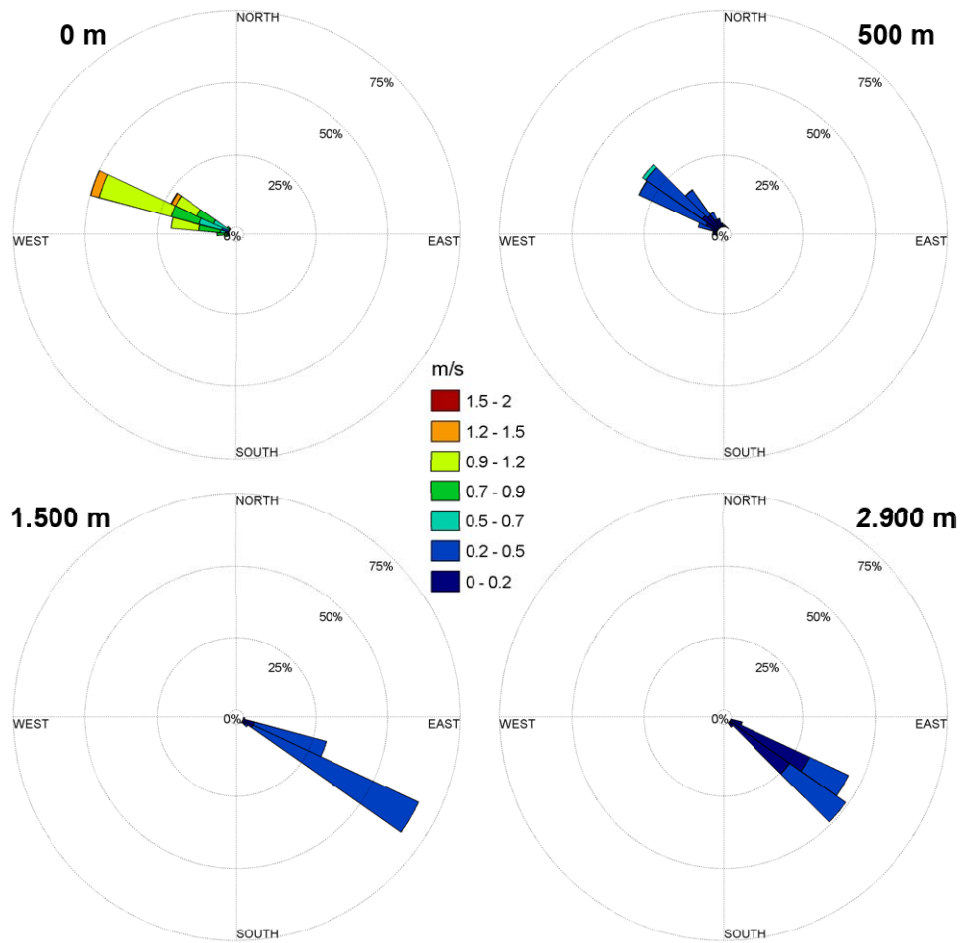 NORTH
0 m
75%
50%
25%
WEST
0%
EAST
SOUTH
NORTH
500 m
75%
50%
25%
WEST
0%
EAST
SOUTH
m/s
1.5 - 2
1.2 - 1.5
0.9 - 1.2
0.7 - 0.9
0.5 - 0.7
0.2 - 0.5
0 - 0.2
NORTH
1.500 m
75%
50%
25%
WEST
0%
EAST
SOUTH
NORTH
2.900 m
75%
50%
25%
WEST
0%
EAST
SOUTH